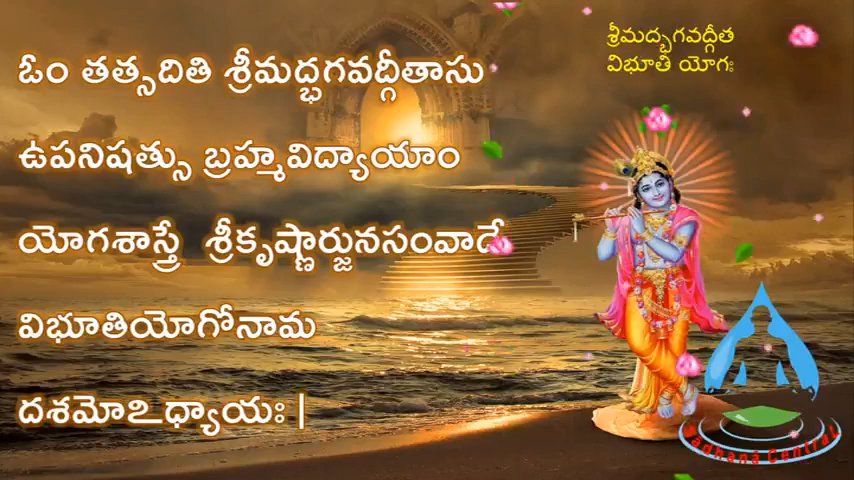 శ్రీమద్భగవద్గీత
విభూతి యోగః
ఓం తత్సదితి శ్రీమద్భగవద్గీతాసు
ఉపనిషత్సు బ్రహ్మవిద్యాయాం
యోగశాస్త్రే శ్రీకృష్ణార్జునసంవాదే
విభూతియోగోనామ
దశమోఽధ్యాయః |
Sadhana Central